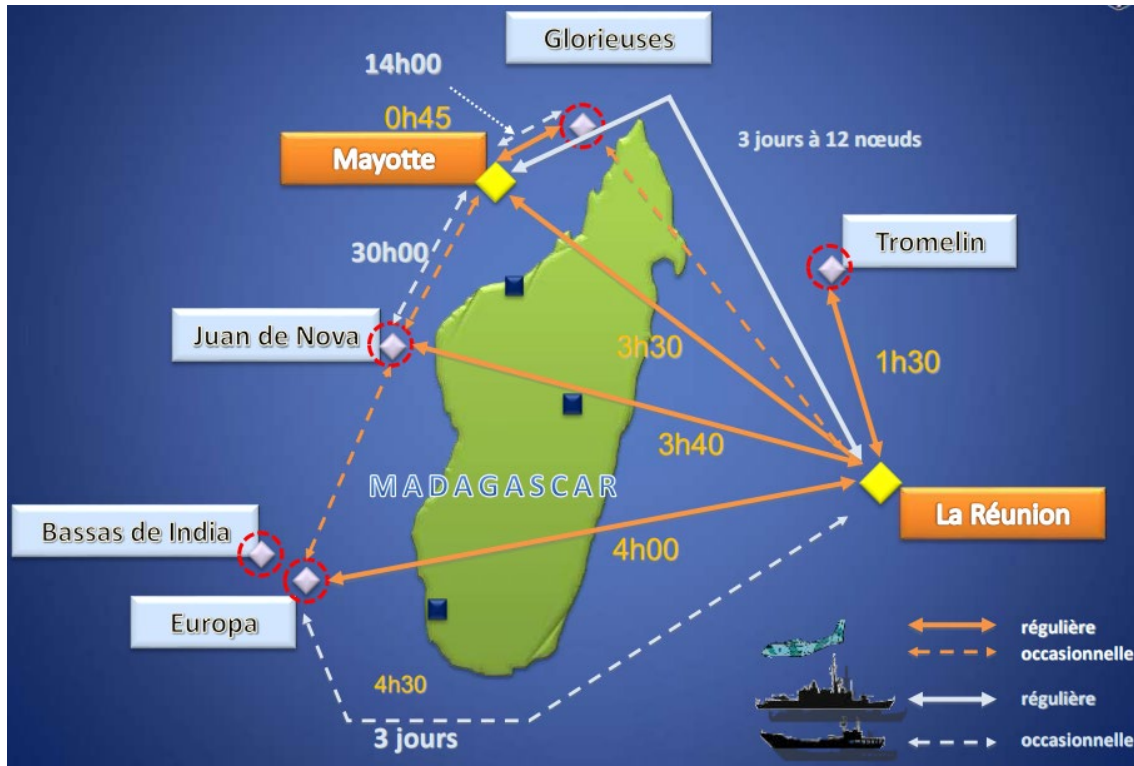 Glorieuses
14h00
0h45
3 jours à 12 nœuds
Mayotte
Tromelin
30h00
Juan de Nova
3h30
1h30
3h40
MADAGASCAR
La Réunion
Bassas de India
4h00
Europa
régulière
occasionnelle
4h30
régulière
3 jours
occasionnelle